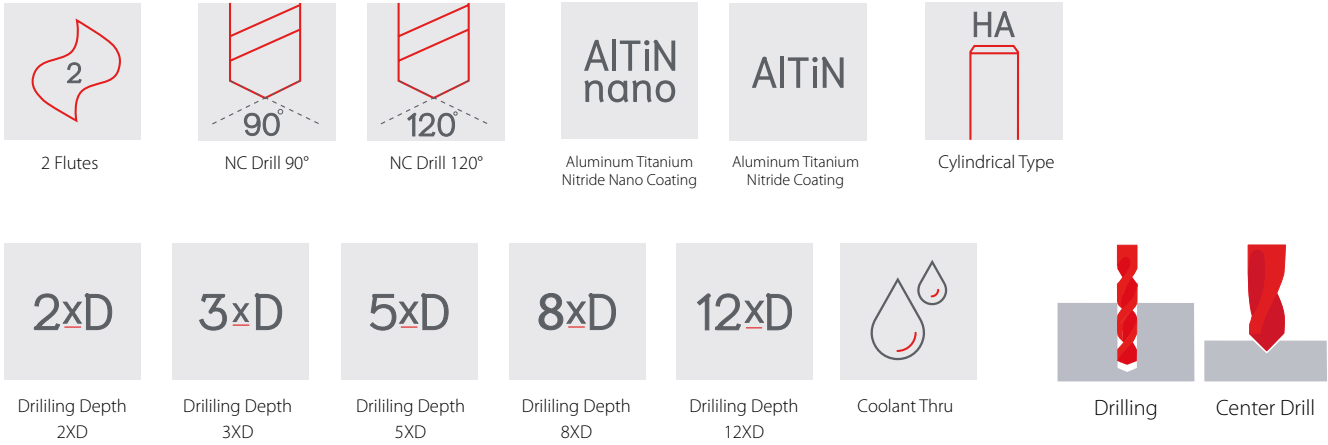 2
90°
120°
AlTiN
nano
AlTiN
HA
2 Flutes
NC Drill 90°
NC Drill 120°
Aluminum Titanium
Nitride Nano Coating
Aluminum Titanium
Nitride Coating
Cylindrical Type
2xD
3xD
5xD
8xD
12xD
Drililing Depth
2XD
Drililing Depth
3XD
Drililing Depth
5XD
Drililing Depth
8XD
Drililing Depth
12XD
Coolant Thru
Drilling
Center Drill